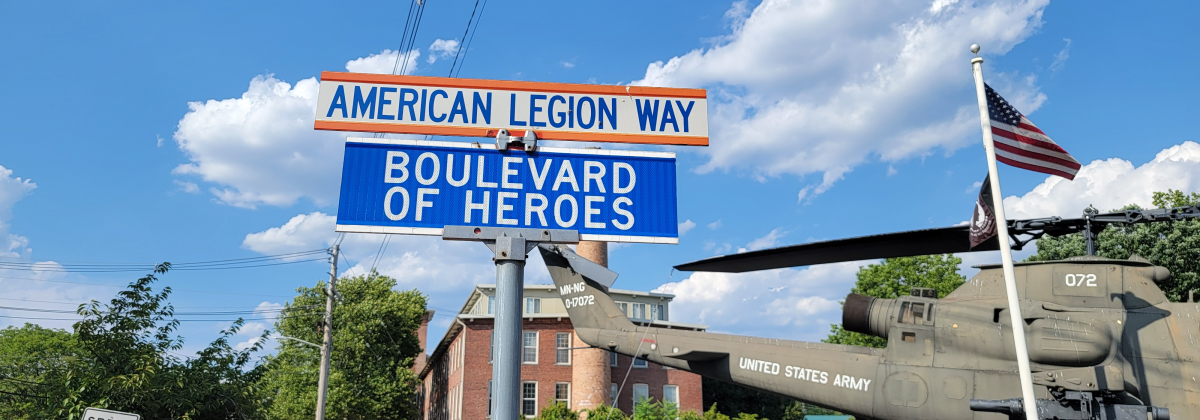 AMERICAN LEGION WAY
BOULEVARD
OF HEROES
MN-NG
0-17072
072
UNITED STATES ARMY